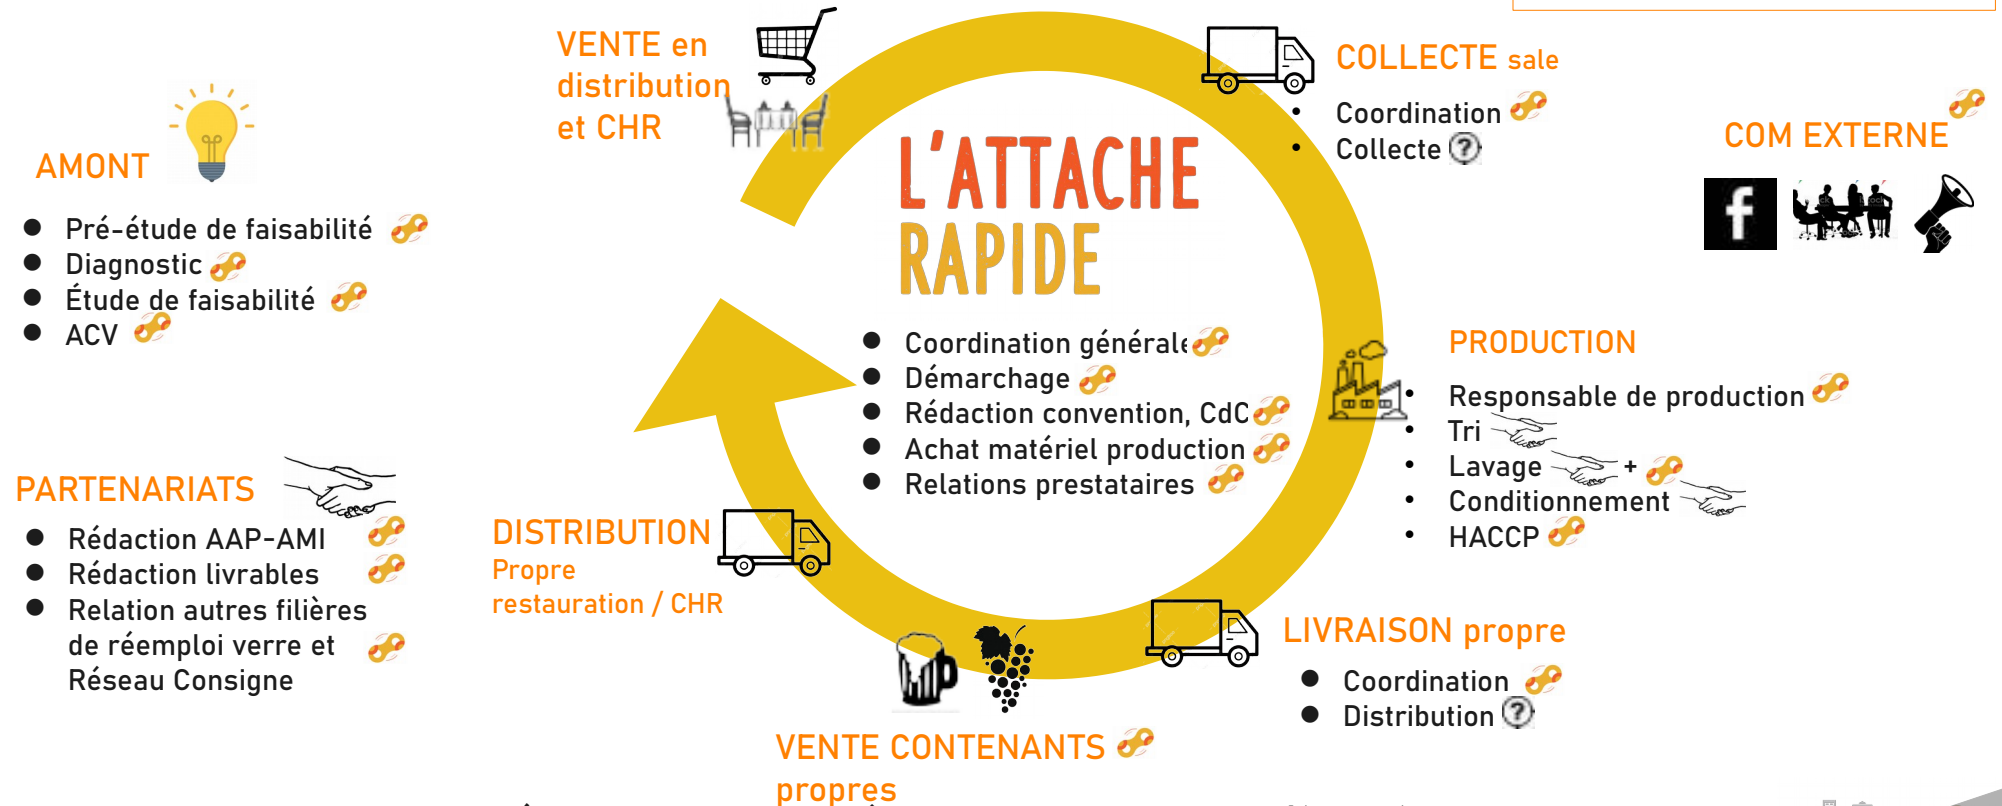 AMONT
Pré-étude de faisabilité
Diagnostic
Étude de faisabilité
ACV
PARTENARIATS
Rédaction AAP-AMI
Rédaction livrables
Relation autres filières
de réemploi verre et
Réseau Consigne
VENTE en
distribution
et CHR
L'ATTACHE
RAPIDE
Coordination générale
Démarchage
Rédaction convention, CdC
Achat matériel production
Relations prestataires
DISTRIBUTION
Propre
restauration / CHR
VENTE CONTENANTS
propres
COLLECTE sale
Coordination
Collecte ?
COM EXTERNE
f
PRODUCTION
Responsable de production
Tri
Lavage +
Conditionnement
HACCP
LIVRAISON propre
Coordination
Distribution ?